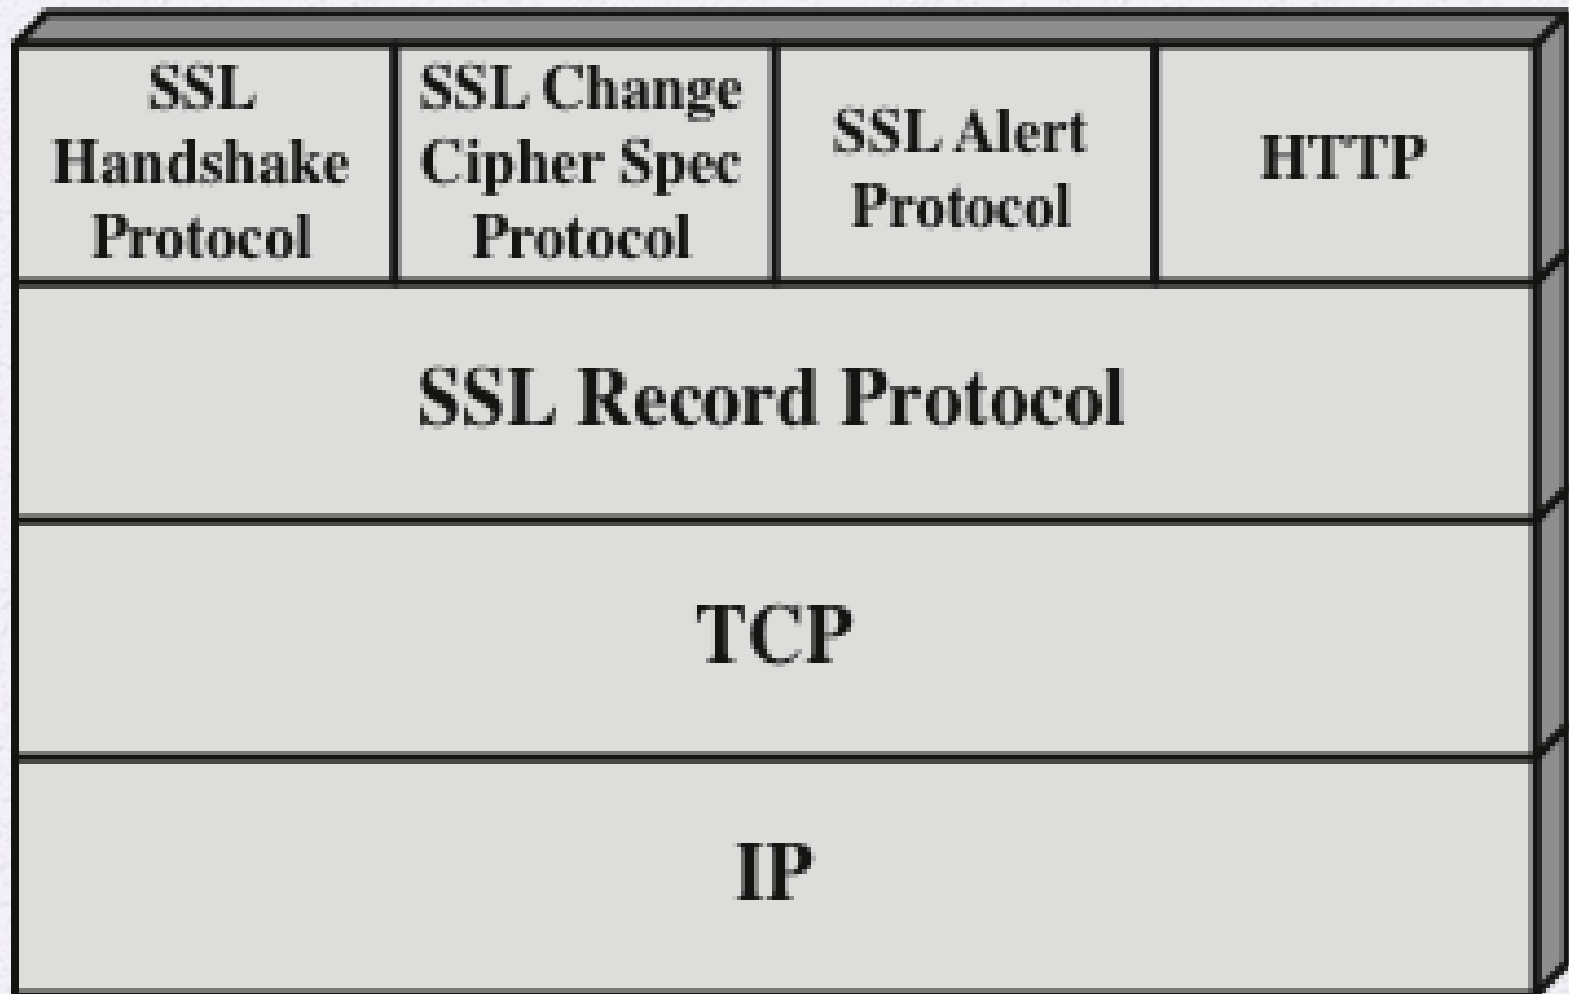 SSL
Handshake
Protocol
SSL Change
Cipher Spec
Protocol
SSL Alert
Protocol
HTTP
SSL Record Protocol
TCP
IP